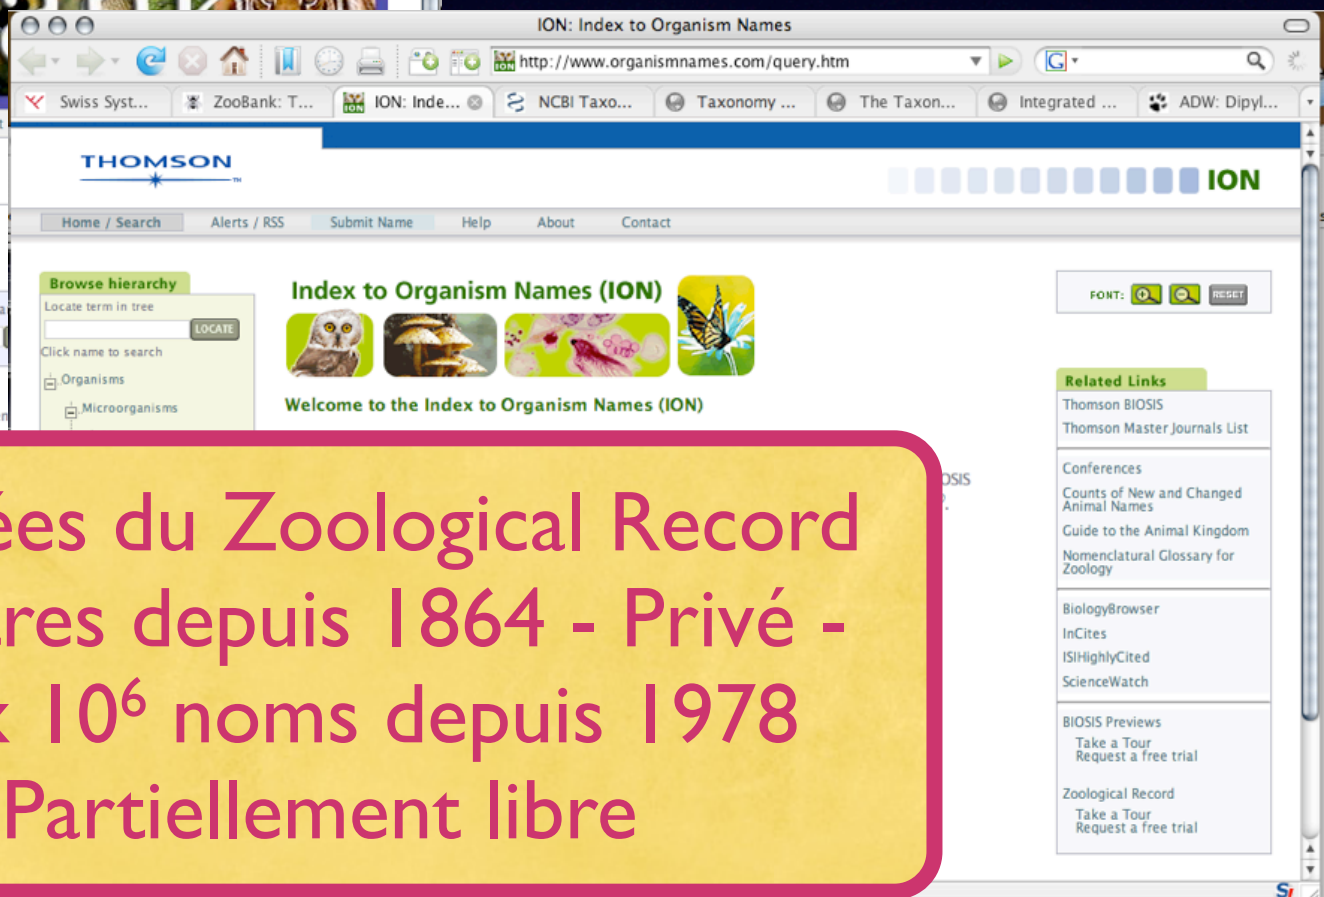 ION: Index to Organism Names
http://www.organismnames.com/query.htm
Swiss Syst... ZooBank: T... ION: Inde... NCBI Taxo... Taxonomy ... The Taxon... Integrated ... ADW: Dipyl...
THOMSON
TM
ION
Home / Search Alerts / RSS Submit Name Help About Contact
Browse hierarchy
Locate term in tree
LOCATE
Click name to search
Organisms
Microorganisms
Index to Organism Names (ION)
Welcome to the Index to Organism Names (ION)
OSIS
ées du Zoological Record
res depuis 1864 - Privé -
x 10⁶ noms depuis 1978
Partiellement libre
FONT: RESET
Related Links
Thomson BIOSIS
Thomson Master Journals List
Conferences
Counts of New and Changed
Animal Names
Guide to the Animal Kingdom
Nomenclatural Glossary for
Zoology
BiologyBrowser
InCites
ISIHighlyCited
ScienceWatch
BIOSIS Previews
Take a Tour
Request a free trial
Zoological Record
Take a Tour
Request a free trial